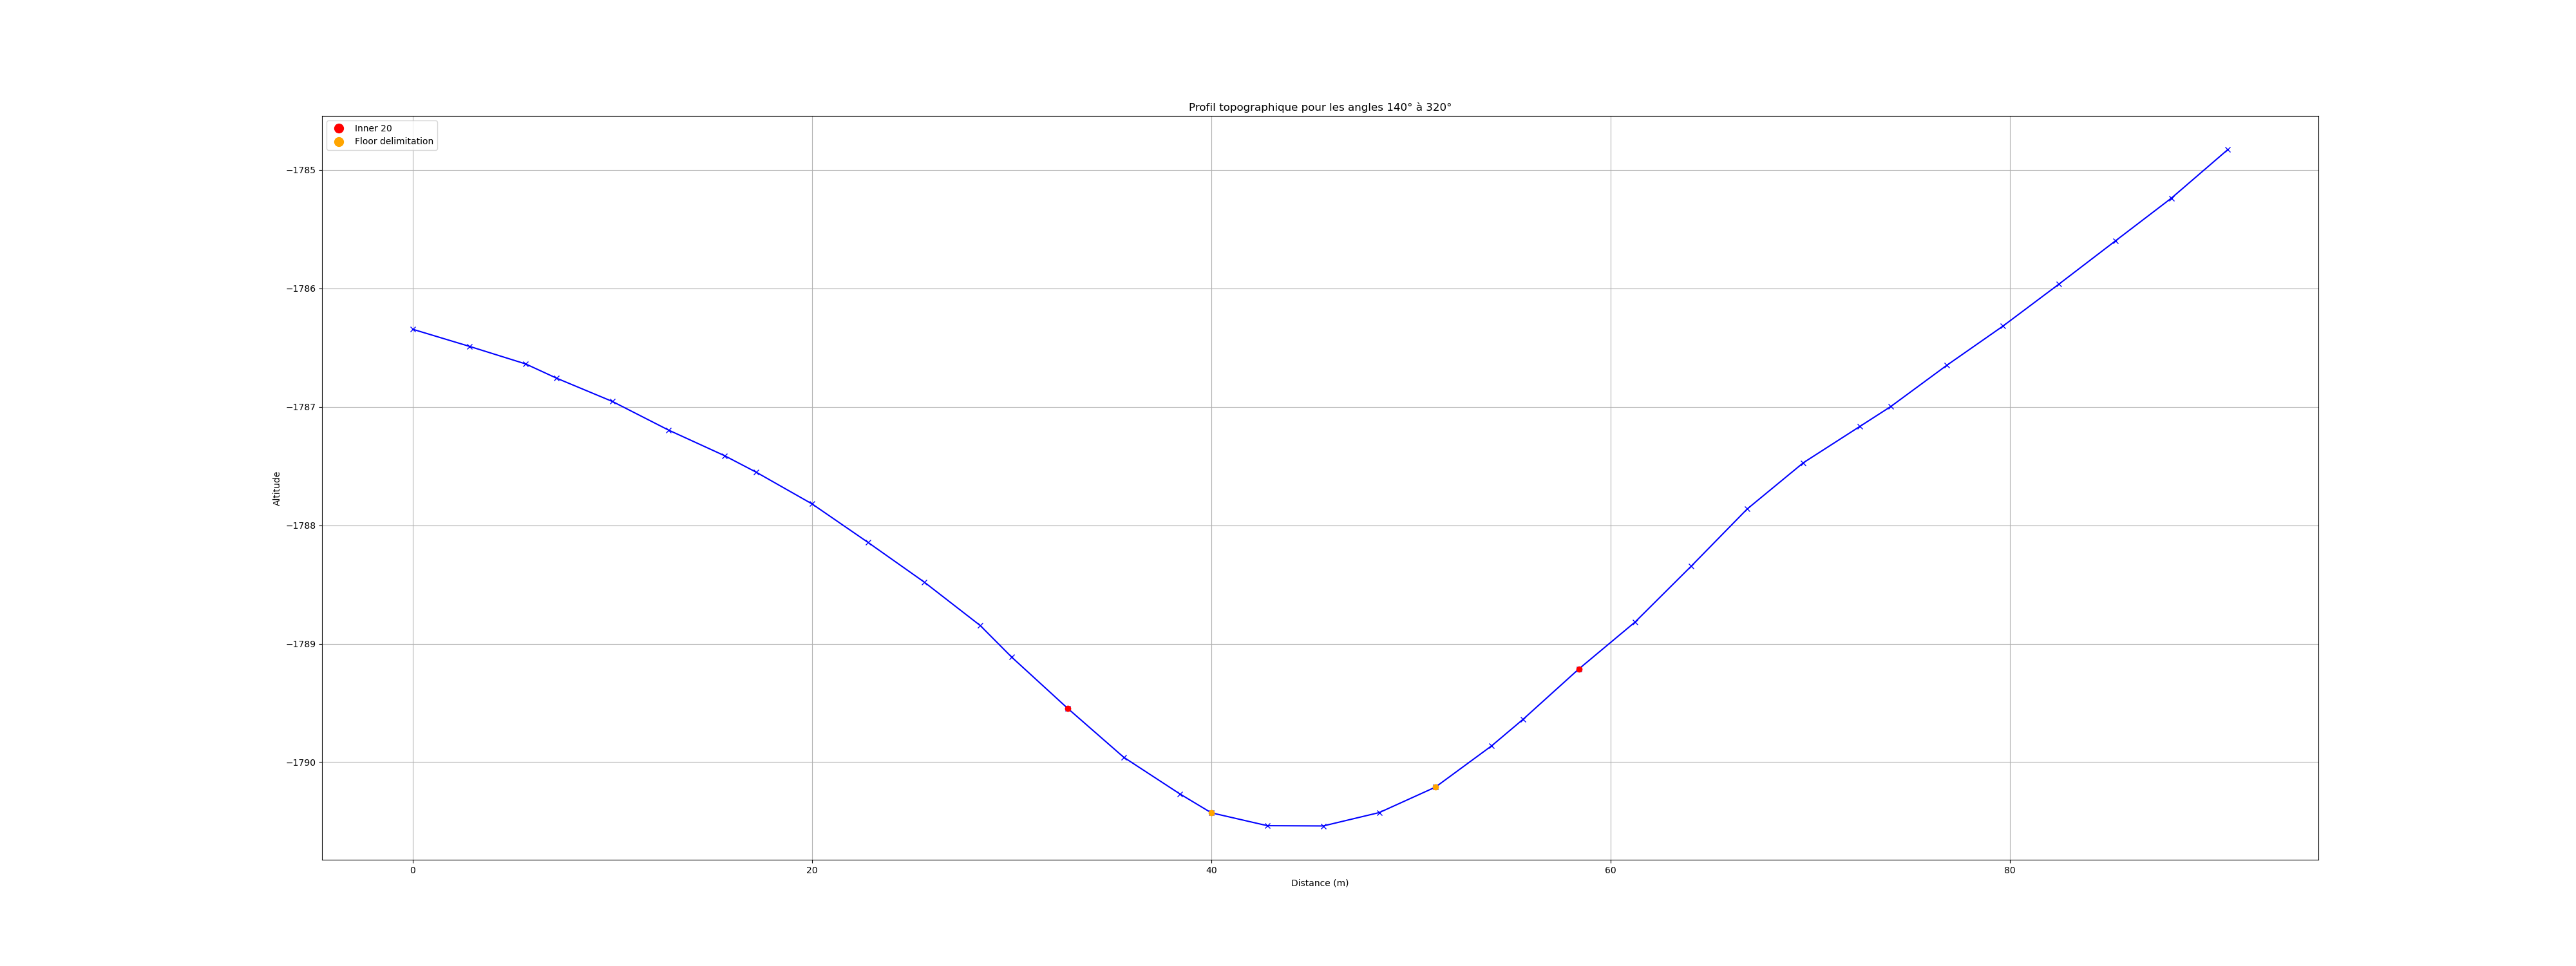 Profil topographique pour les angles 140° à 320°
Inner 20
Floor delimitation
−1785
−1786
−1787
−1788
−1789
−1790
Altitude
0 20 40 60 80
Distance (m)